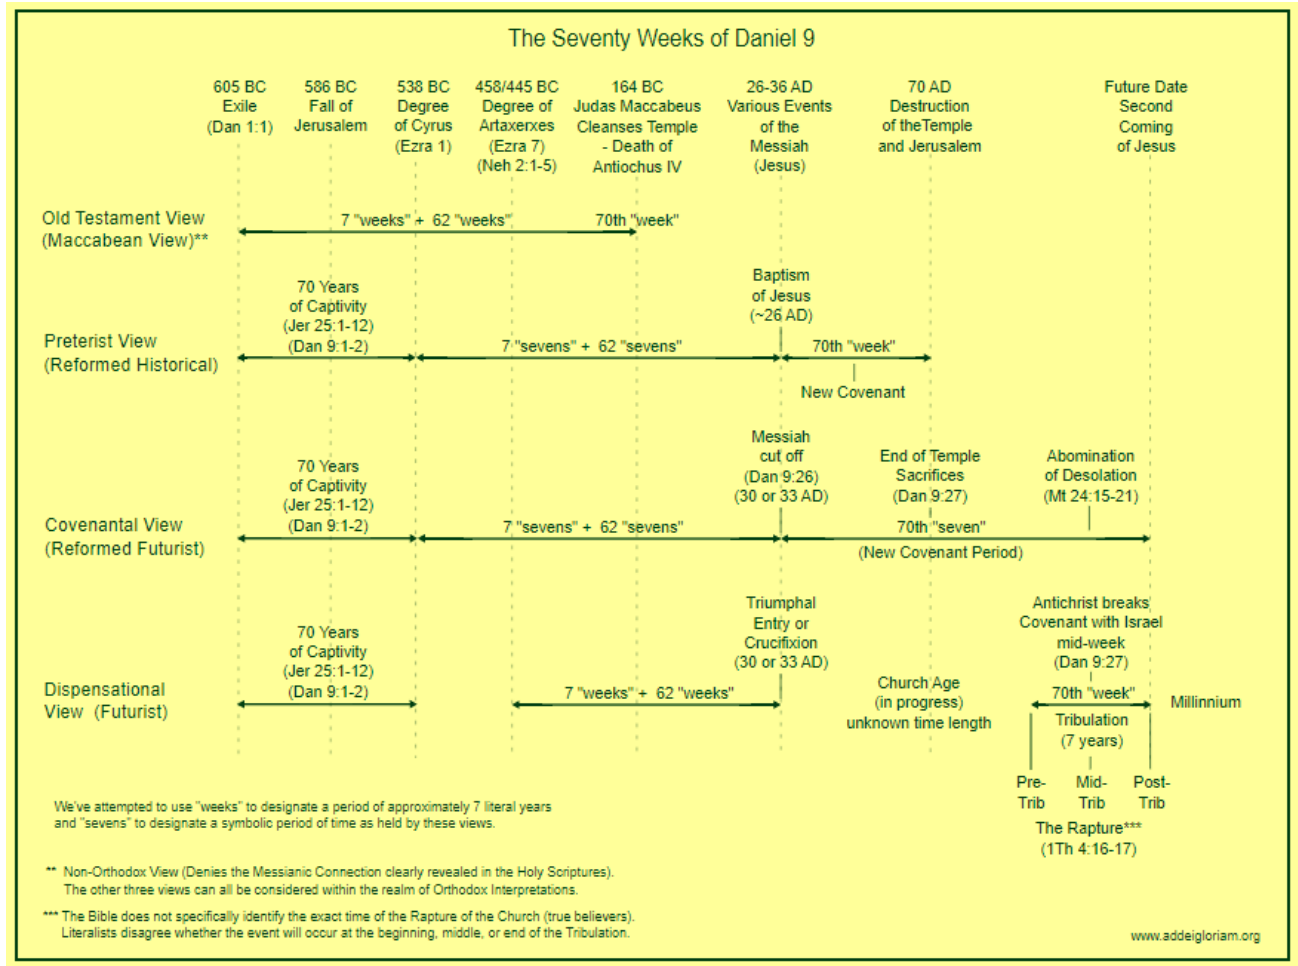 The Seventy Weeks of Daniel 9
605 BC
Exile
(Dan 1:1)
586 BC
Fall of
Jerusalem
538 BC
Degree
of Cyrus
(Ezra 1)
458/445 BC
Degree of
Artaxerxes
(Ezra 7)
(Neh 2:1-5)
164 BC
Judas Maccabeus
Cleanses Temple
- Death of
Antiochus IV
26-36 AD
Various Events
of the
Messiah
(Jesus)
70 AD
Destruction
of theTemple
and Jerusalem
Future Date
Second
Coming
of Jesus
Old Testament View
(Maccabean View)**
7 "weeks" + 62 "weeks"
70th "week"
Preterist View
(Reformed Historical)
70 Years
of Captivity
(Jer 25:1-12)
(Dan 9:1-2)
7 "sevens" + 62 "sevens"
Baptism
of Jesus
(~26 AD)
70th "week"
New Covenant
Covenantal View
(Reformed Futurist)
70 Years
of Captivity
(Jer 25:1-12)
(Dan 9:1-2)
7 "sevens" + 62 "sevens"
Messiah
cut off
(Dan 9:26)
(30 or 33 AD)
End of Temple
Sacrifices
(Dan 9:27)
70th "seven"
(New Covenant Period)
Abomination
of Desolation
(Mt 24:15-21)
Dispensational
View (Futurist)
70 Years
of Captivity
(Jer 25:1-12)
(Dan 9:1-2)
7 "weeks" + 62 "weeks"
Triumphal
Entry or
Crucifixion
(30 or 33 AD)
Church Age
(in progress)
unknown time length
Antichrist breaks
Covenant with Israel
mid-week
(Dan 9:27)
70th "week"
Tribulation
(7 years)
Millinnium
Pre-
Trib
Mid-
Trib
Post-
Trib
The Rapture***
(1Th 4:16-17)
We've attempted to use "weeks" to designate a period of approximately 7 literal years
and "sevens" to designate a symbolic period of time as held by these views.
** Non-Orthodox View (Denies the Messianic Connection clearly revealed in the Holy Scriptures).
The other three views can all be considered within the realm of Orthodox Interpretations.
*** The Bible does not specifically identify the exact time of the Rapture of the Church (true believers).
Literalists disagree whether the event will occur at the beginning, middle, or end of the Tribulation.
www.addeigloriam.org